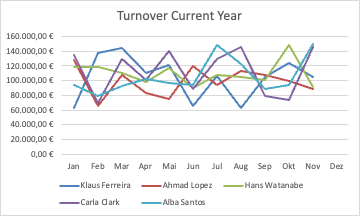 Turnover Current Year
160.000,00 €
140.000,00 €
120.000,00 €
100.000,00 €
80.000,00 €
60.000,00 €
40.000,00 €
20.000,00 €
0,00 €
Jan Feb Mar Apr Mai Jun Jul Aug Sep Okt Nov Dez
Klaus Ferreira Ahmad Lopez Hans Watanabe
Carla Clark Alba Santos